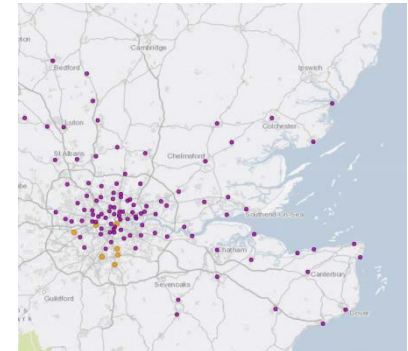 Cambridge
Bedford
Ipswich
Luton
Colchester
St Albans
Chelmsford
Southend-on-Sea
Chatham
Canterbury
Sevenoaks
Guildford
Dover